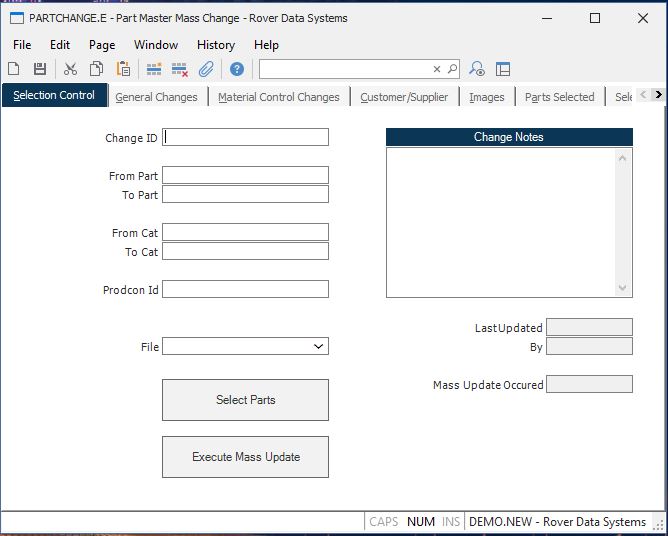 PARTCHANGE.E - Part Master Mass Change - Rover Data Systems
File Edit Page Window History Help
Selection Control General Changes Material Control Changes Customer/Supplier Images Parts Selected Sele
Change ID
Change Notes
From Part
To Part
From Cat
To Cat
Prodcon Id
LastUpdated
File
By
Mass Update Occured
Select Parts
Execute Mass Update
CAPS NUM INS DEMO.NEW - Rover Data Systems